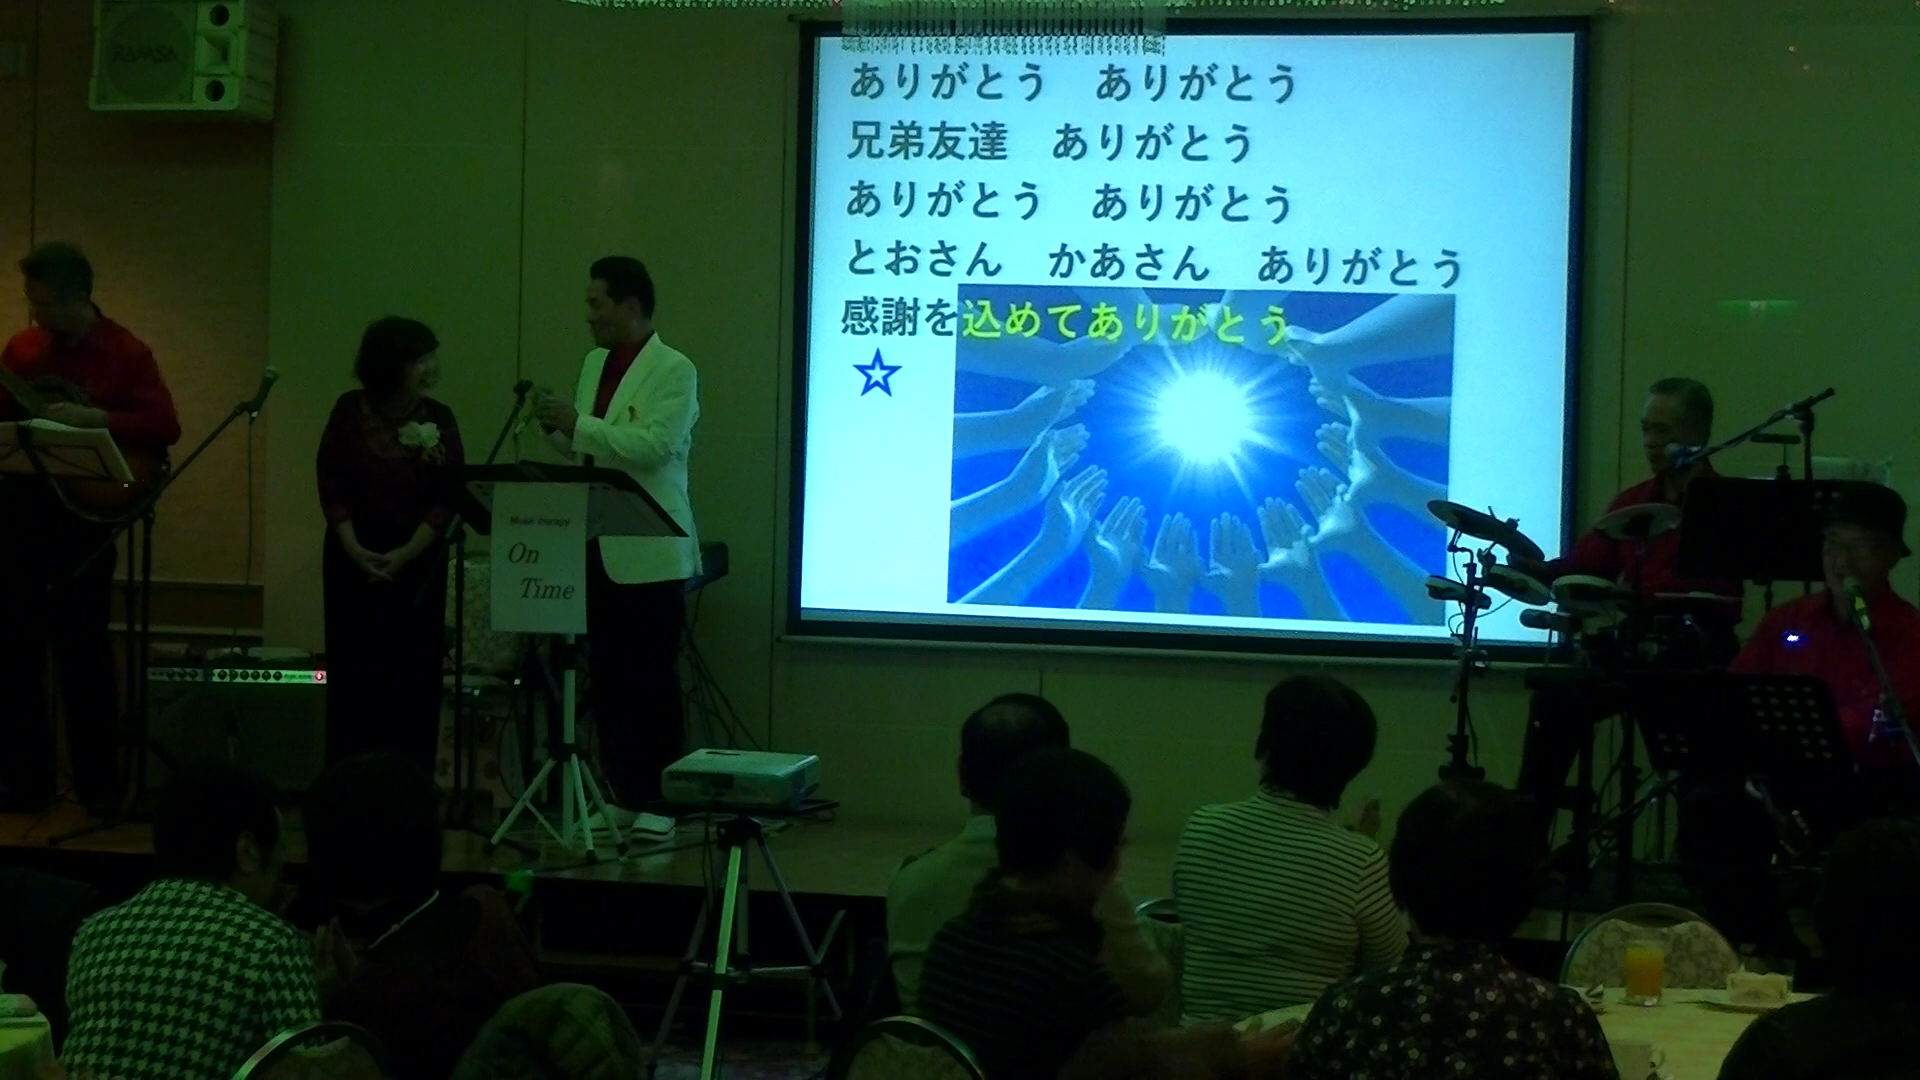 RAMSA
ありがとう　ありがとう
兄弟友達　ありがとう
ありがとう　ありがとう
とおさん　かあさん　ありがとう
感謝を込めてありがとう
☆
On
Time